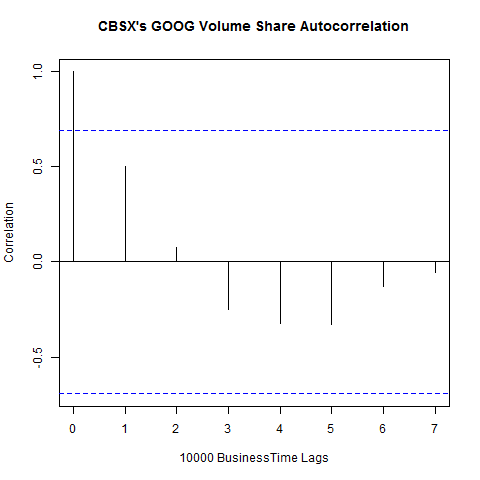 CBSX's GOOG Volume Share Autocorrelation
1.0
0.5
0.0
-0.5
Correlation
0 1 2 3 4 5 6 7
10000 BusinessTime Lags